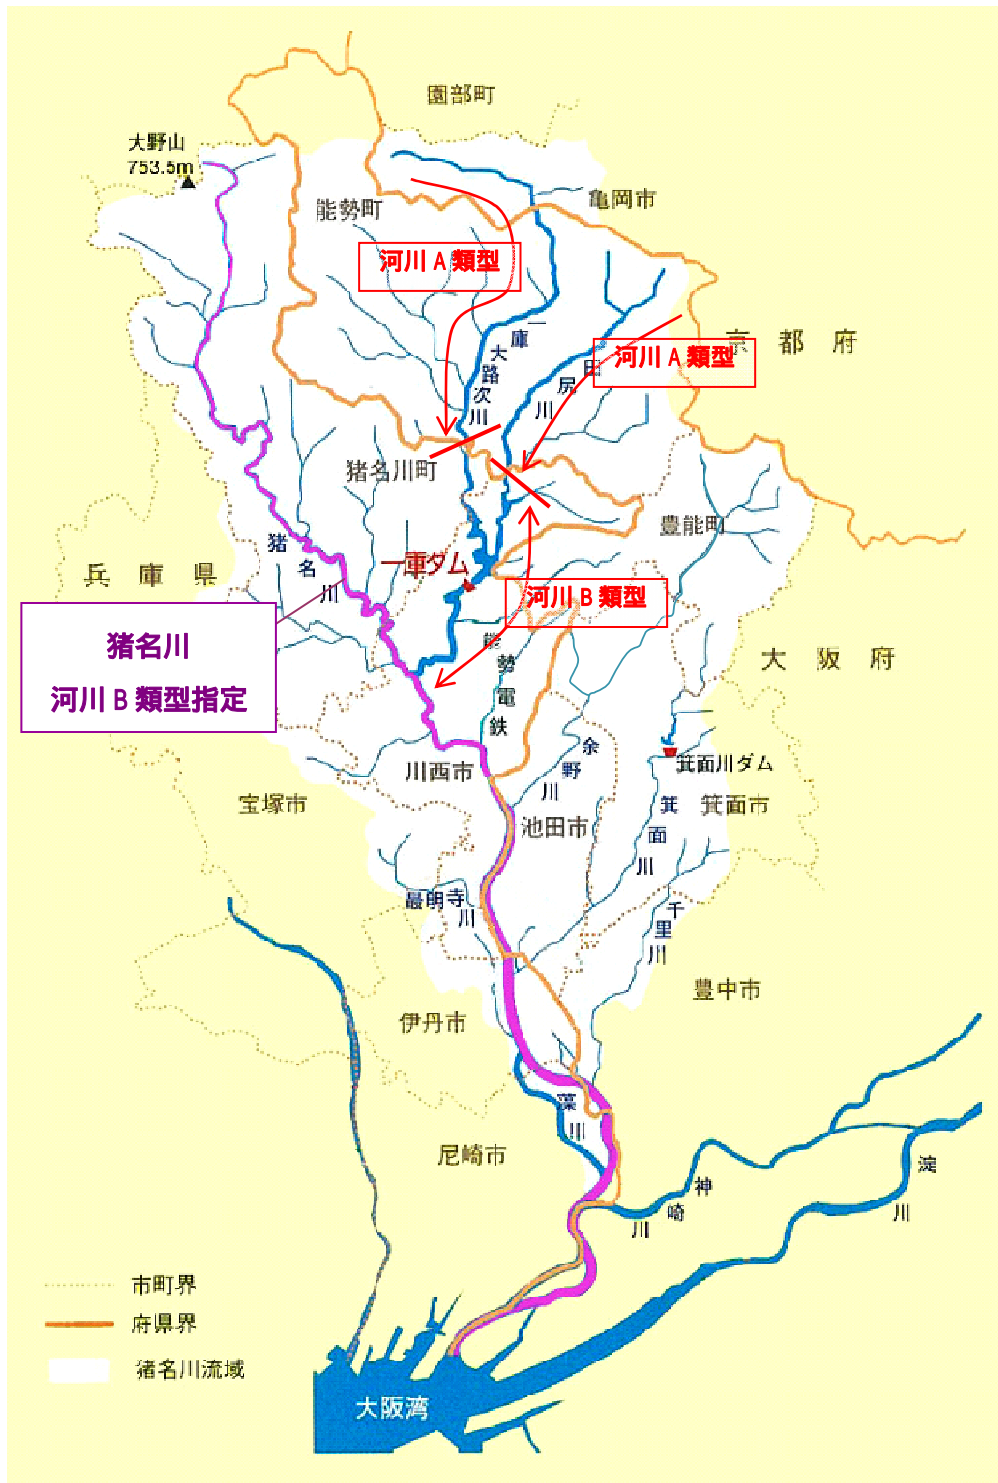 園部町
大野山
753.5m
能勢町
亀岡市
河川 A 類型
京都府
一庫大路次川
河川 A 類型
田尻川
猪名川町
豊能町
猪名川
兵庫県
一庫ダム
河川 B 類型
猪名川
河川 B 類型指定
大阪府
能勢電鉄
余野川
川西市
箕面川ダム
宝塚市
池田市
箕面川
箕面市
最明寺川
千里川
豊中市
伊丹市
藻川
尼崎市
神崎川
淀川
市町界
府県界
猪名川流域
大阪湾